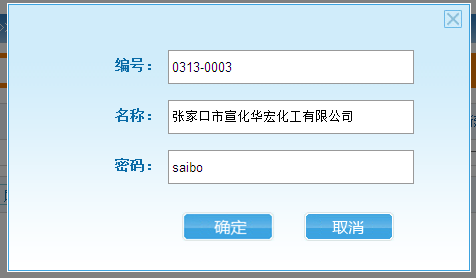 编号：
0313-0003
名称：
张家口市宣化华宏化工有限公司
密码：
saibo
确定
取消